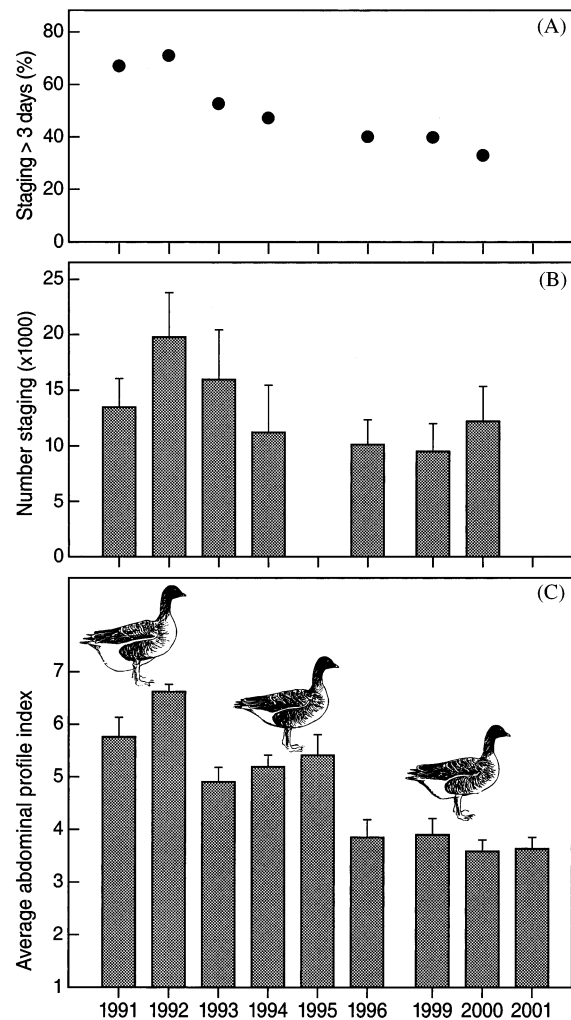 (A)
Staging > 3 days (%)
80
60
40
20
0
(B)
Number staging (x1000)
25
20
15
10
5
0
(C)
Average abdominal profile index
7
6
5
4
3
2
1
1991 1992 1993 1994 1995 1996 1999 2000 2001